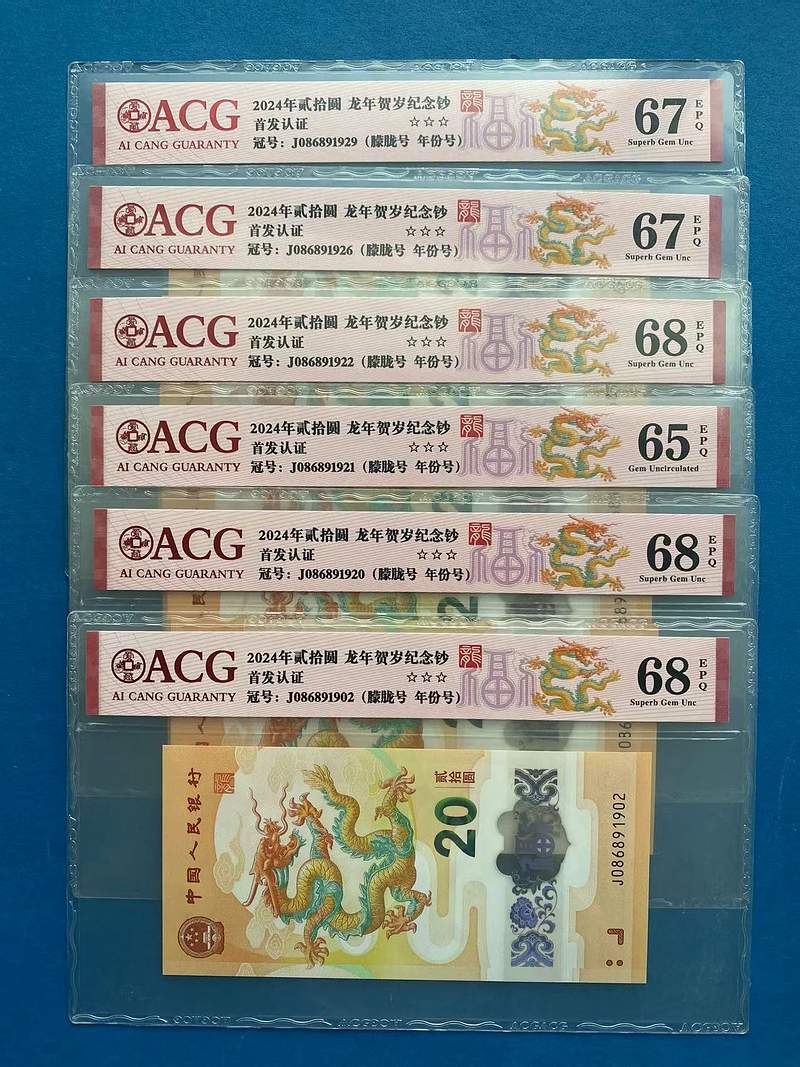 ACG
AI CANG GUARANTY
2024年贰拾圆 龙年贺岁纪念钞
首发认证 ☆☆☆
冠号：J086891929（朦胧号 年份号）
龍
福
67 EPQ
Superb Gem Unc
ACG
AI CANG GUARANTY
2024年贰拾圆 龙年贺岁纪念钞
首发认证 ☆☆☆
冠号：J086891926（朦胧号 年份号）
龍
福
67 EPQ
Superb Gem Unc
ACG
AI CANG GUARANTY
2024年贰拾圆 龙年贺岁纪念钞
首发认证 ☆☆☆
冠号：J086891922（朦胧号 年份号）
龍
福
68 EPQ
Superb Gem Unc
ACG
AI CANG GUARANTY
2024年贰拾圆 龙年贺岁纪念钞
首发认证 ☆☆☆
冠号：J086891921（朦胧号 年份号）
龍
福
65 EPQ
Gem Uncirculated
ACG
AI CANG GUARANTY
2024年贰拾圆 龙年贺岁纪念钞
首发认证 ☆☆☆
冠号：J086891920（朦胧号 年份号）
龍
福
68 EPQ
Superb Gem Unc
ACG
AI CANG GUARANTY
2024年贰拾圆 龙年贺岁纪念钞
首发认证 ☆☆☆
冠号：J086891902（朦胧号 年份号）
龍
福
68 EPQ
Superb Gem Unc
中国人民银行
贰拾圆
20
J086891902